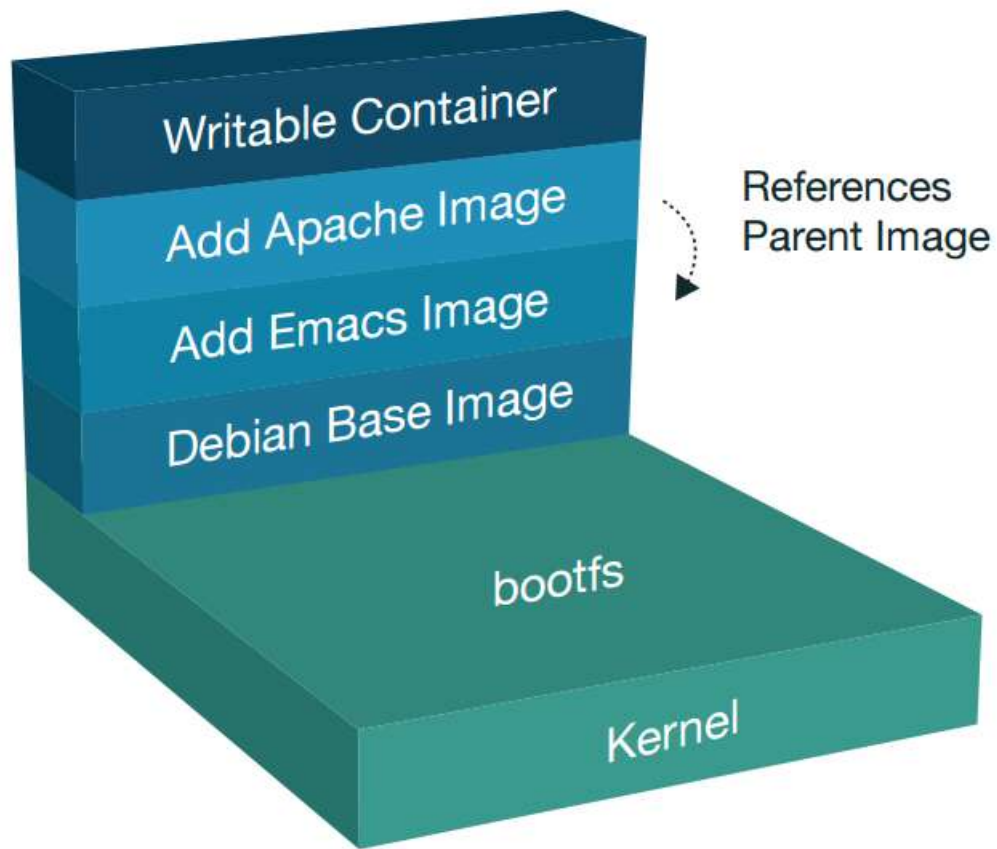 Writable Container
Add Apache Image
References
Parent Image
Add Emacs Image
Debian Base Image
bootfs
Kernel